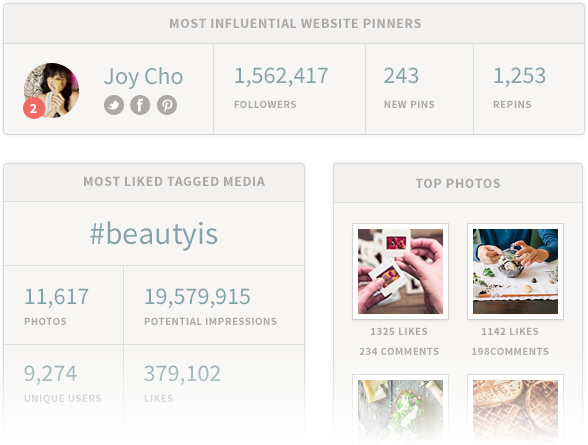 MOST INFLUENTIAL WEBSITE PINNERS
2
Joy Cho
1,562,417
FOLLOWERS
243
NEW PINS
1,253
REPINS
MOST LIKED TAGGED MEDIA
#beautyis
11,617
PHOTOS
19,579,915
POTENTIAL IMPRESSIONS
9,274
UNIQUE USERS
379,102
LIKES
TOP PHOTOS
1325 LIKES
234 COMMENTS
1142 LIKES
198COMMENTS